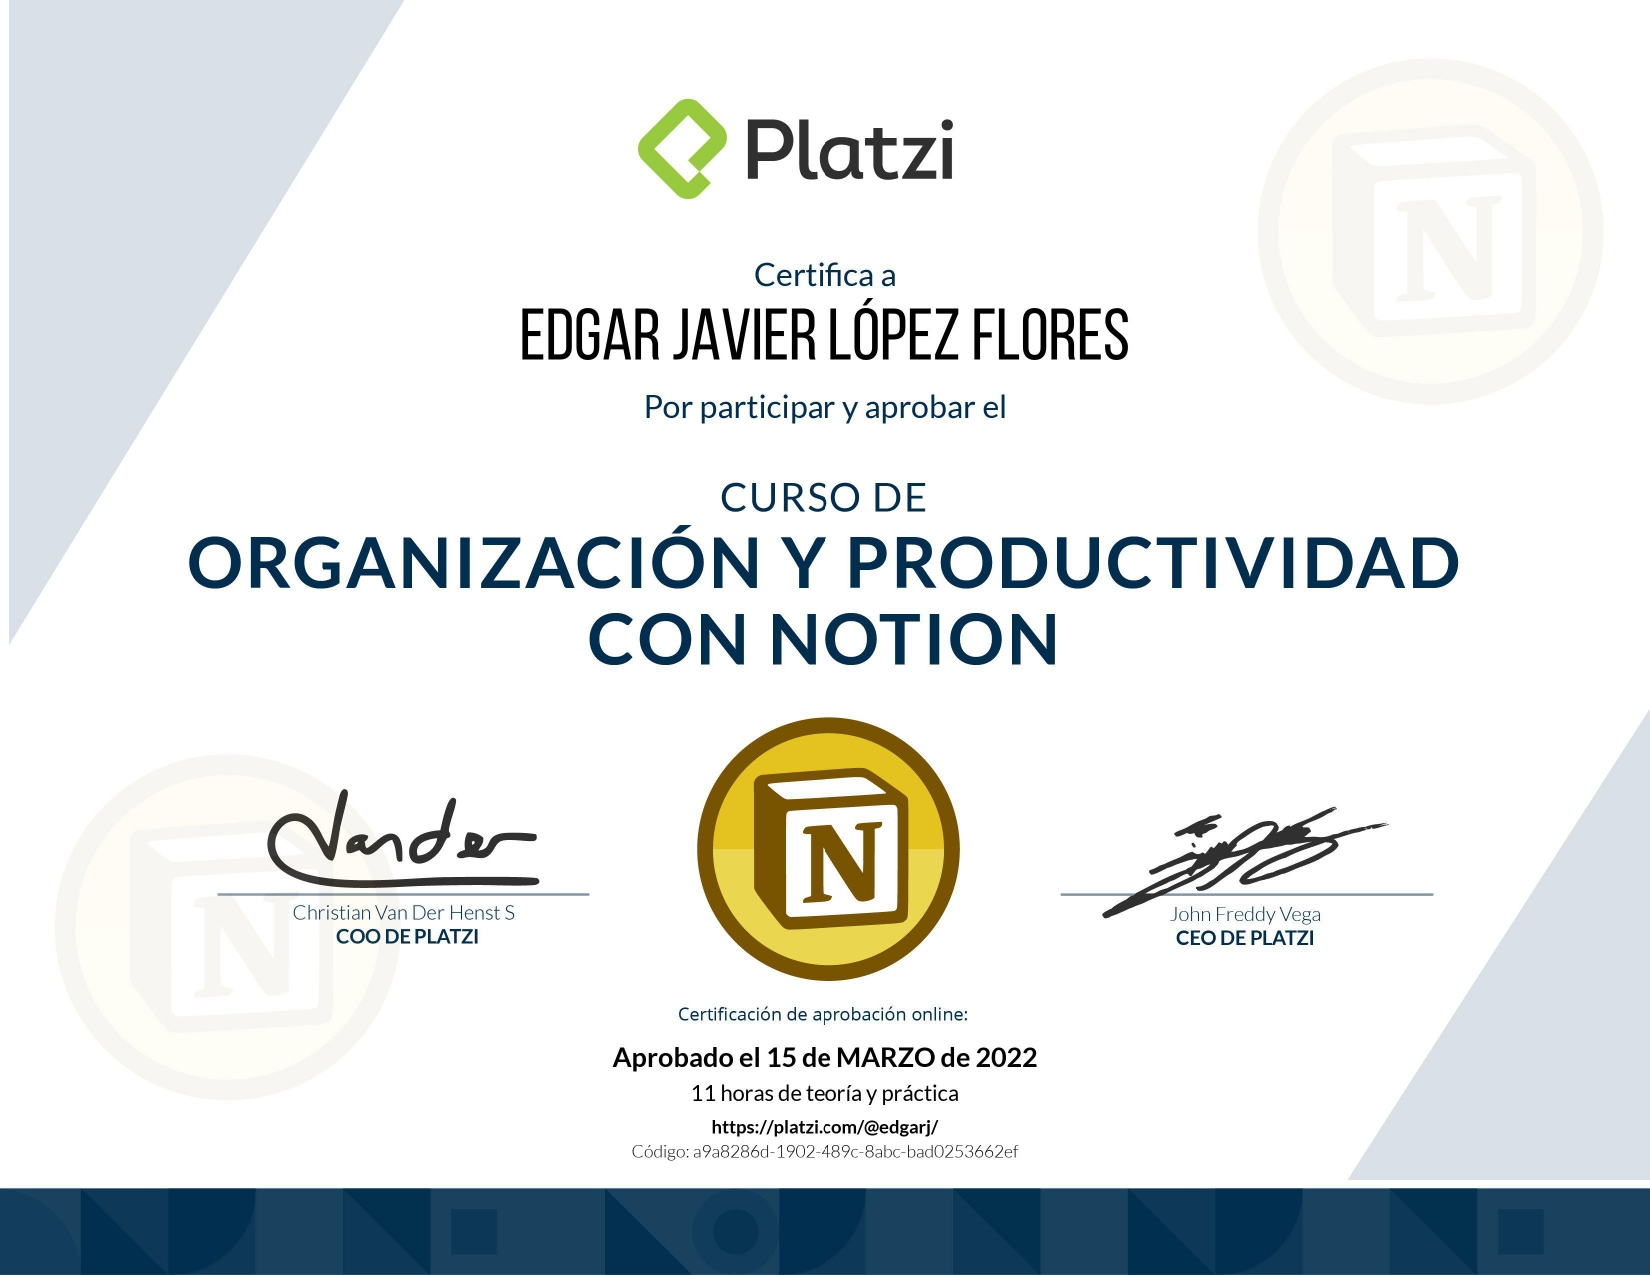 Platzi
Certifica a
EDGAR JAVIER LÓPEZ FLORES
Por participar y aprobar el
CURSO DE
ORGANIZACIÓN Y PRODUCTIVIDAD
CON NOTION
N
N
Vander
Christian Van Der Henst S
COO DE PLATZI
N
John Freddy Vega
CEO DE PLATZI
Certificación de aprobación online:
Aprobado el 15 de MARZO de 2022
11 horas de teoría y práctica
https://platzi.com/@edgarj/
Código: a9a8286d-1902-489c-8abc-bad0253662ef